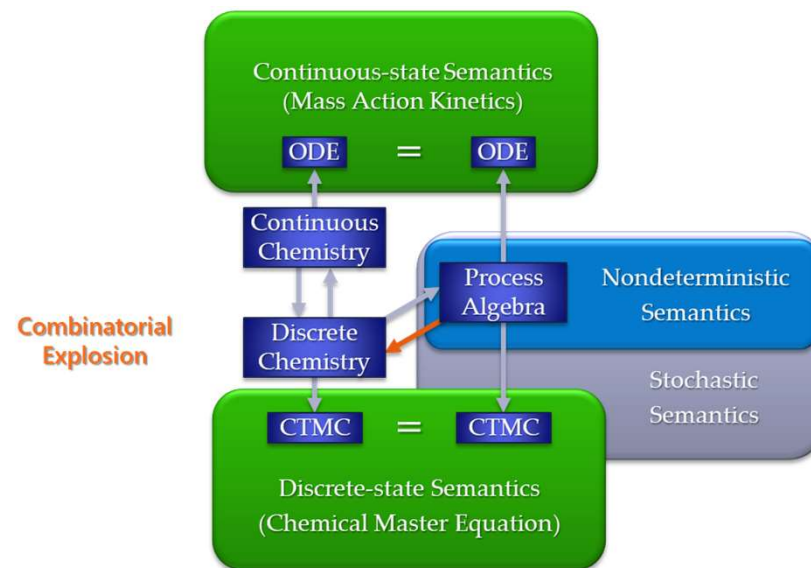 Continuous-state Semantics
(Mass Action Kinetics)
ODE = ODE
Continuous
Chemistry
Process
Algebra
Nondeterministic
Semantics
Combinatorial
Explosion
Discrete
Chemistry
Stochastic
Semantics
CTMC = CTMC
Discrete-state Semantics
(Chemical Master Equation)